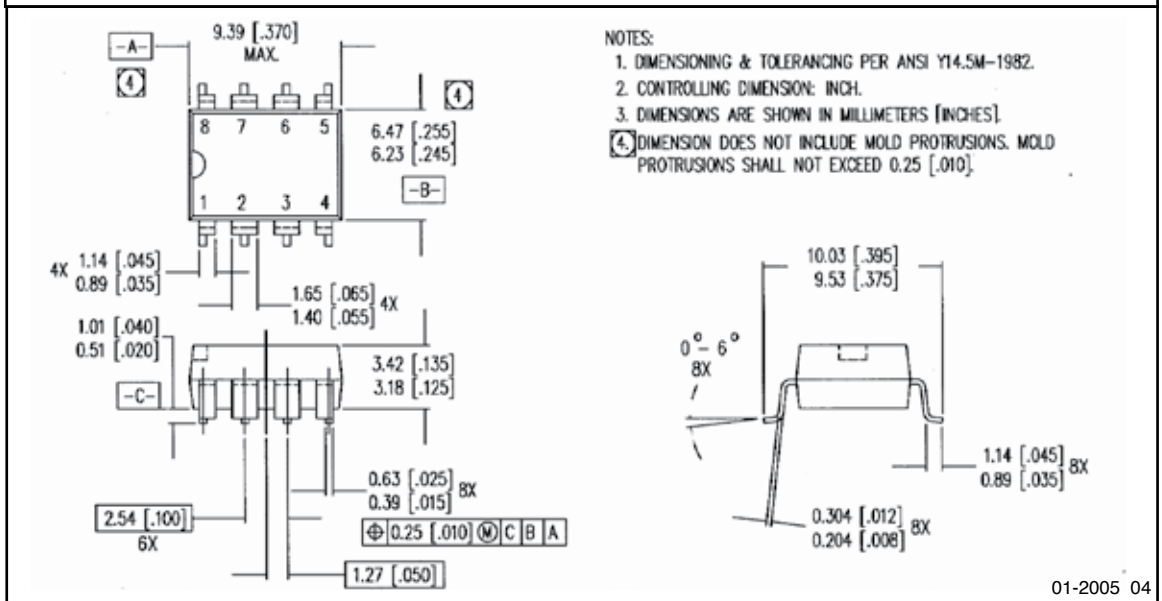 9.39 [.370]
MAX.
-A-
4
4
8 7 6 5
6.47 [.255]
6.23 [.245]
-B-
1 2 3 4
4X 1.14 [.045]
0.89 [.035]
1.65 [.065] 4X
1.40 [.055]
1.01 [.040]
0.51 [.020]
-C-
3.42 [.135]
3.18 [.125]
0.63 [.025] 8X
0.39 [.015]
2.54 [.100]
6X
⌖ 0.25 [.010] Ⓜ C B A
1.27 [.050]
NOTES:
1. DIMENSIONING & TOLERANCING PER ANSI Y14.5M-1982.
2. CONTROLLING DIMENSION: INCH.
3. DIMENSIONS ARE SHOWN IN MILLIMETERS [INCHES].
4. DIMENSION DOES NOT INCLUDE MOLD PROTRUSIONS. MOLD
PROTRUSIONS SHALL NOT EXCEED 0.25 [.010].
10.03 [.395]
9.53 [.375]
0° - 6°
8X
1.14 [.045] 8X
0.89 [.035]
0.304 [.012] 8X
0.204 [.008]
01-2005 04